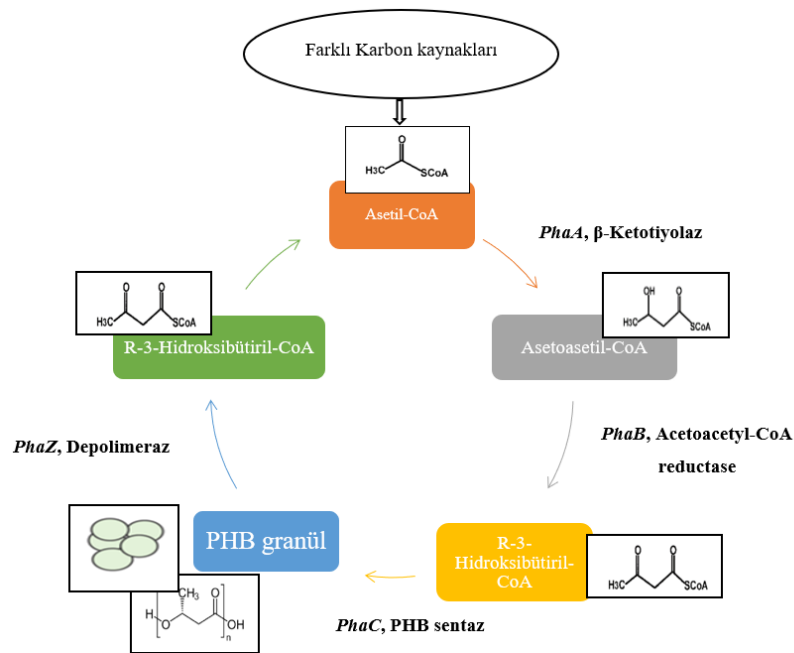 Farklı Karbon kaynakları
O
H3C
SCoA
Asetil-CoA
PhaA, β-Ketotiyolaz
OH
O
H3C
SCoA
Asetoasetil-CoA
PhaB, Acetoacetyl-CoA
reductase
R-3-
Hidroksibütiril-
CoA
O
O
H3C
SCoA
PhaC, PHB sentaz
PHB granül
CH3
O
H
O
OH
n
PhaZ, Depolimeraz
O
O
H3C
SCoA
R-3-Hidroksibütiril-CoA